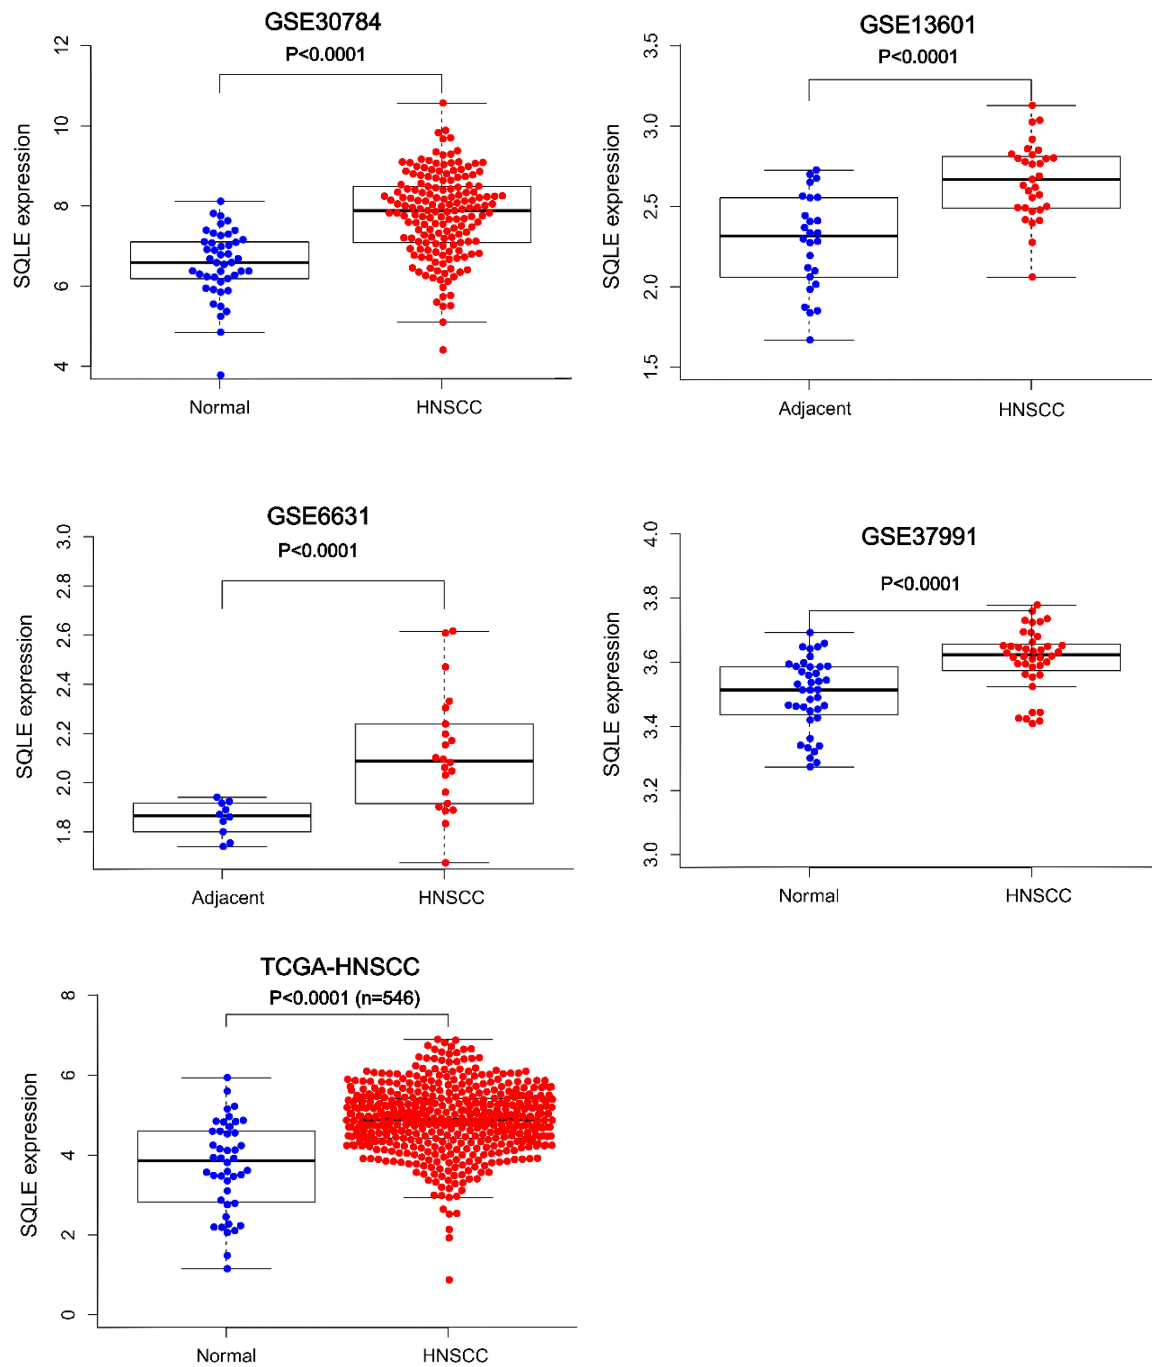 GSE30784
P<0.0001
SQLE expression
12
10
8
6
4
Normal
HNSCC
GSE13601
P<0.0001
SQLE expression
3.5
3.0
2.5
2.0
1.5
Adjacent
HNSCC
GSE6631
P<0.0001
SQLE expression
3.0
2.8
2.6
2.4
2.2
2.0
1.8
Adjacent
HNSCC
GSE37991
P<0.0001
SQLE expression
4.0
3.8
3.6
3.4
3.2
3.0
Normal
HNSCC
TCGA-HNSCC
P<0.0001 (n=546)
SQLE expression
8
6
4
2
0
Normal
HNSCC